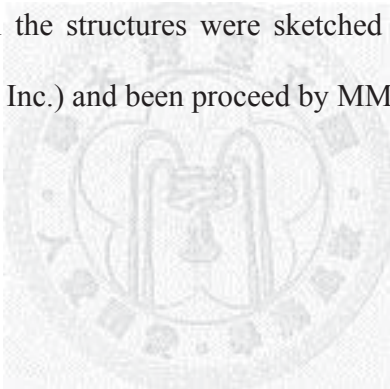 the structures were sketched
Inc.) and been proceed by MM